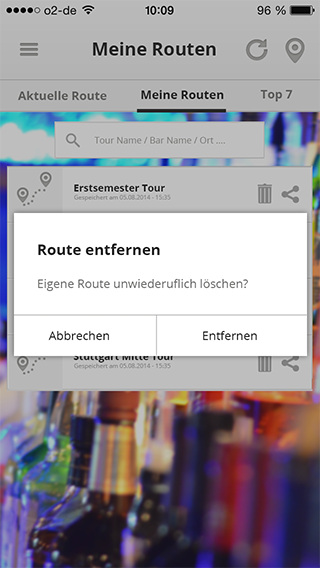 o2-de 10:09 96 %
Meine Routen
Aktuelle Route Meine Routen Top 7
Tour Name / Bar Name / Ort ....
Erstsemester Tour
Gespeichert am 05.08.2014 - 15:35
Route entfernen
Eigene Route unwiederuflich löschen?
Abbrechen Entfernen
Stuttgart Mitte Tour
Gespeichert am 05.08.2014 - 15:35